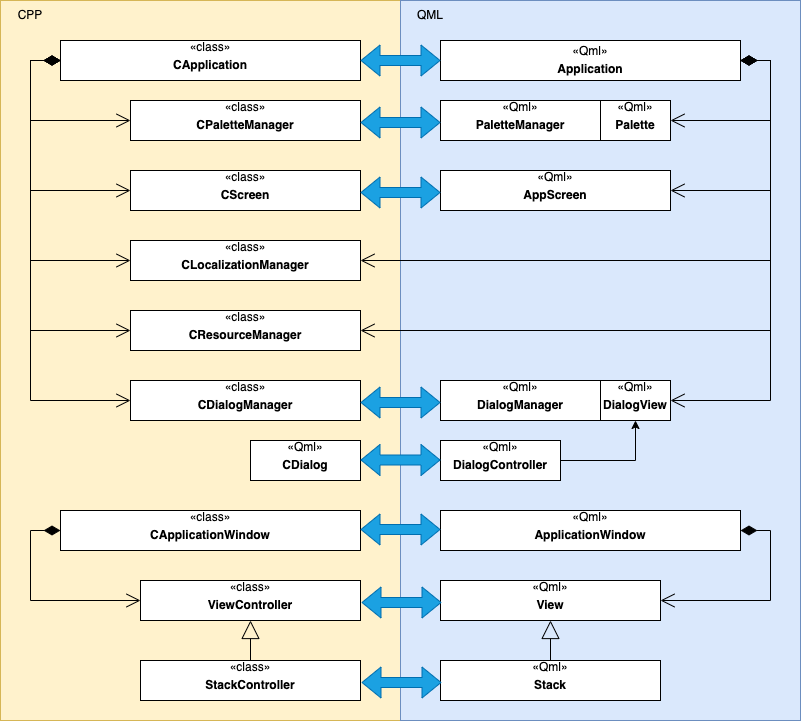 CPP
QML
«class»
CApplication
«Qml»
Application
«class»
CPaletteManager
«Qml»
PaletteManager
«Qml»
Palette
«class»
CScreen
«Qml»
AppScreen
«class»
CLocalizationManager
«class»
CResourceManager
«class»
CDialogManager
«Qml»
DialogManager
«Qml»
DialogView
«Qml»
CDialog
«Qml»
DialogController
«class»
CApplicationWindow
«Qml»
ApplicationWindow
«class»
ViewController
«Qml»
View
«class»
StackController
«Qml»
Stack